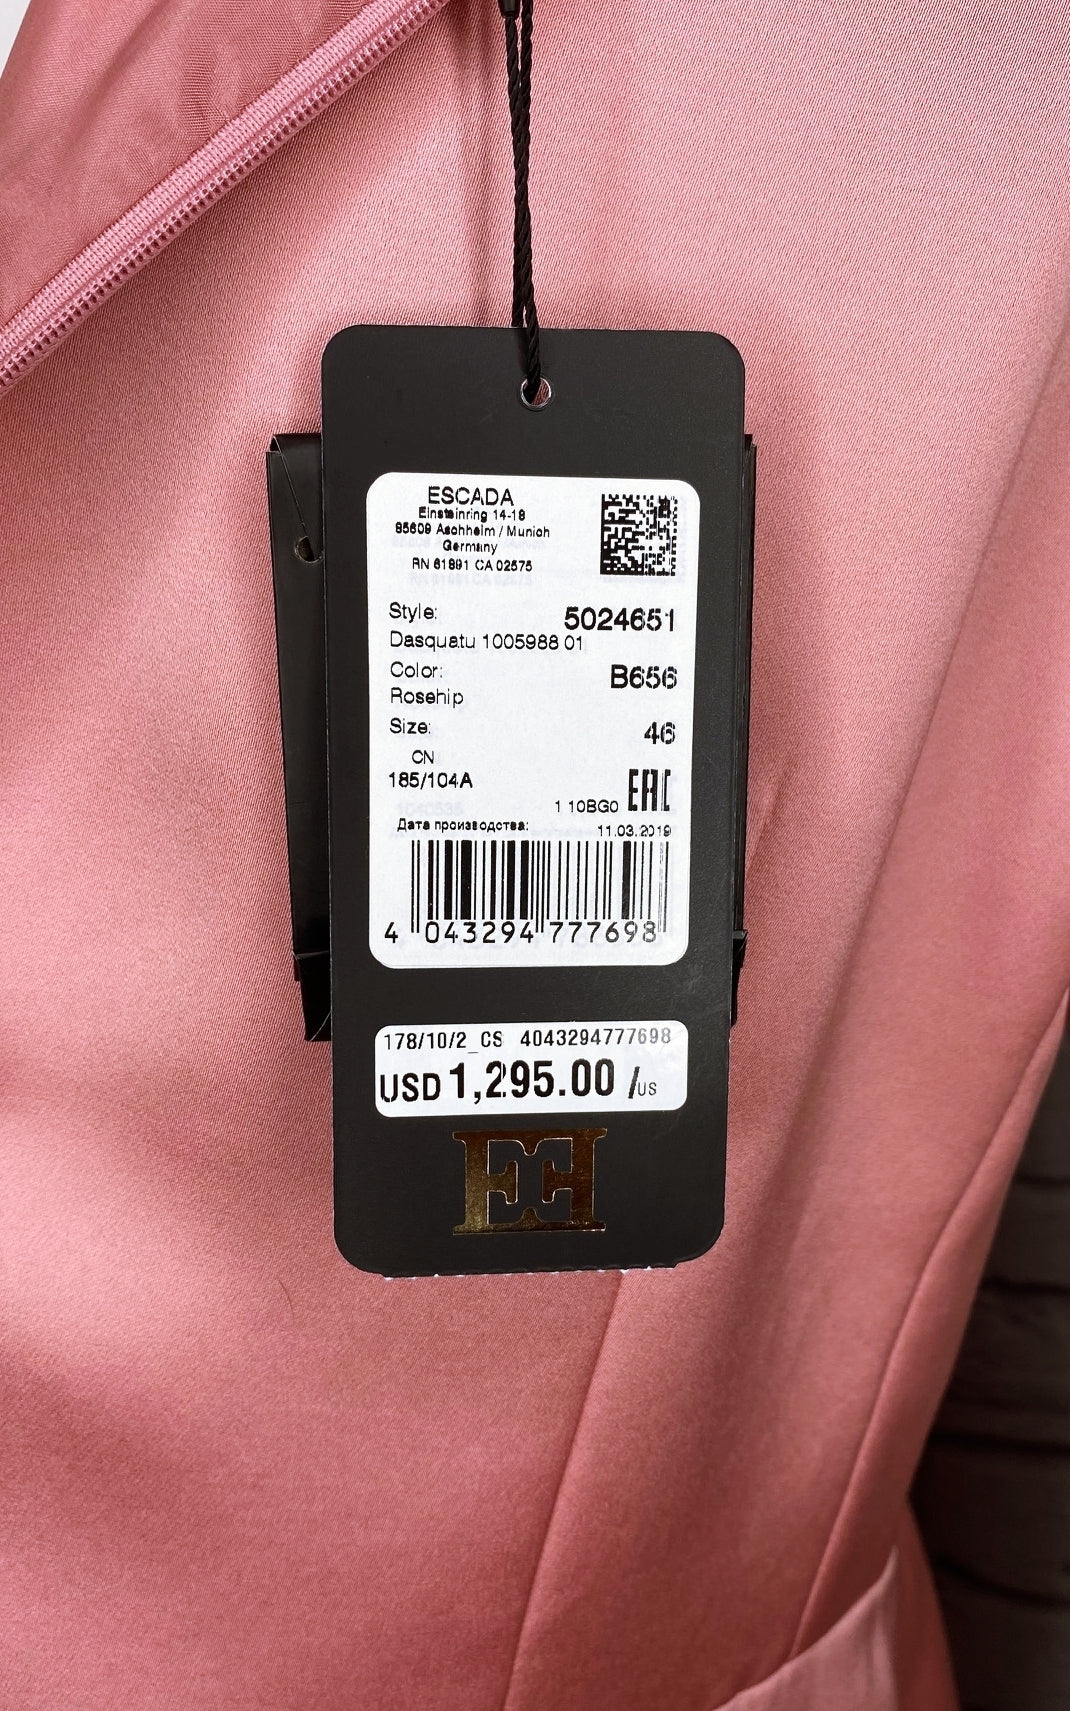 ESCADA
Einsteinring 14-18
85609 Aschheim / Munich
Germany
RN 61891 CA 02575
Style: 5024651
Dasquatu 1005988 01
Color: B656
Rosehip
Size: 46
CN
185/104A
1 10BG0 EAC
Дата производства: 11.03.2019
4 043294 777698
178/10/2_CS 4043294777698
USD 1,295.00 /US